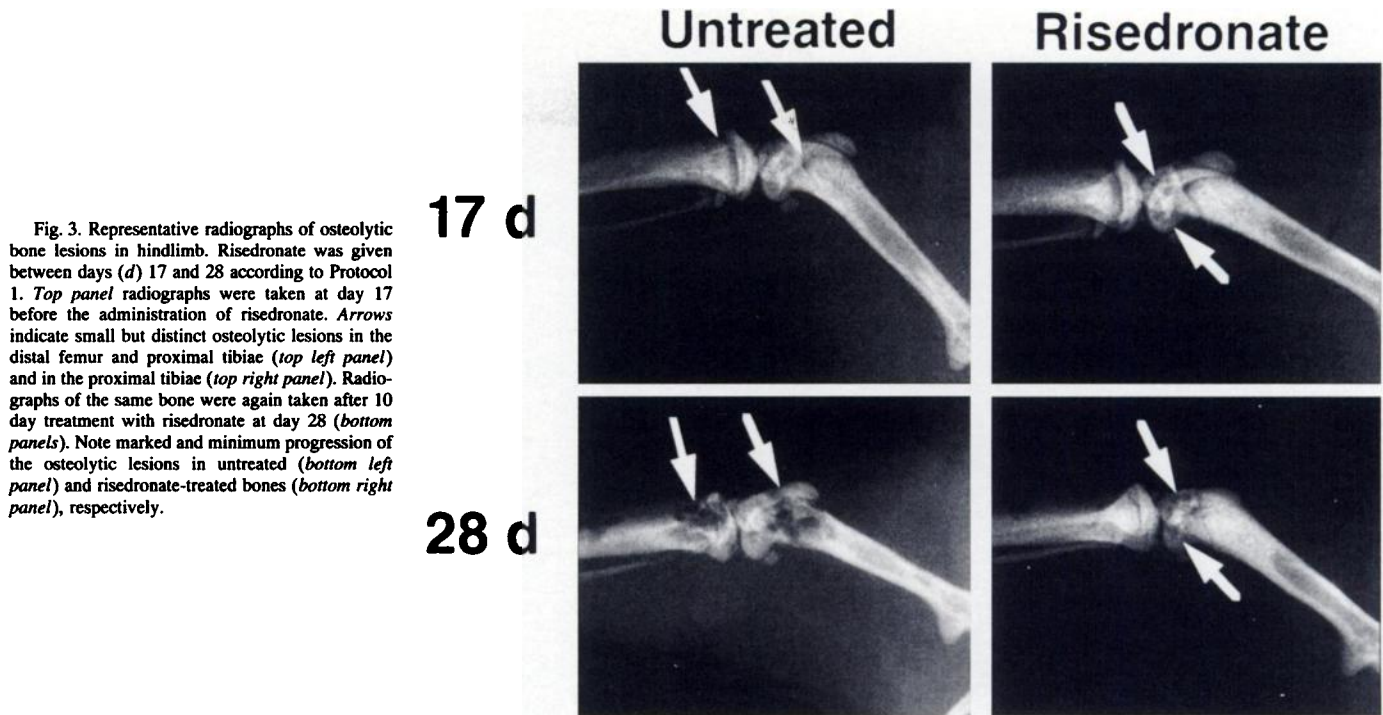 Untreated
Risedronate
17 d
28 d
Fig. 3. Representative radiographs of osteolytic
bone lesions in hindlimb. Risedronate was given
between days (d) 17 and 28 according to Protocol
1. Top panel radiographs were taken at day 17
before the administration of risedronate. Arrows
indicate small but distinct osteolytic lesions in the
distal femur and proximal tibiae (top left panel)
and in the proximal tibiae (top right panel). Radio-
graphs of the same bone were again taken after 10
day treatment with risedronate at day 28 (bottom
panels). Note marked and minimum progression of
the osteolytic lesions in untreated (bottom left
panel) and risedronate-treated bones (bottom right
panel), respectively.